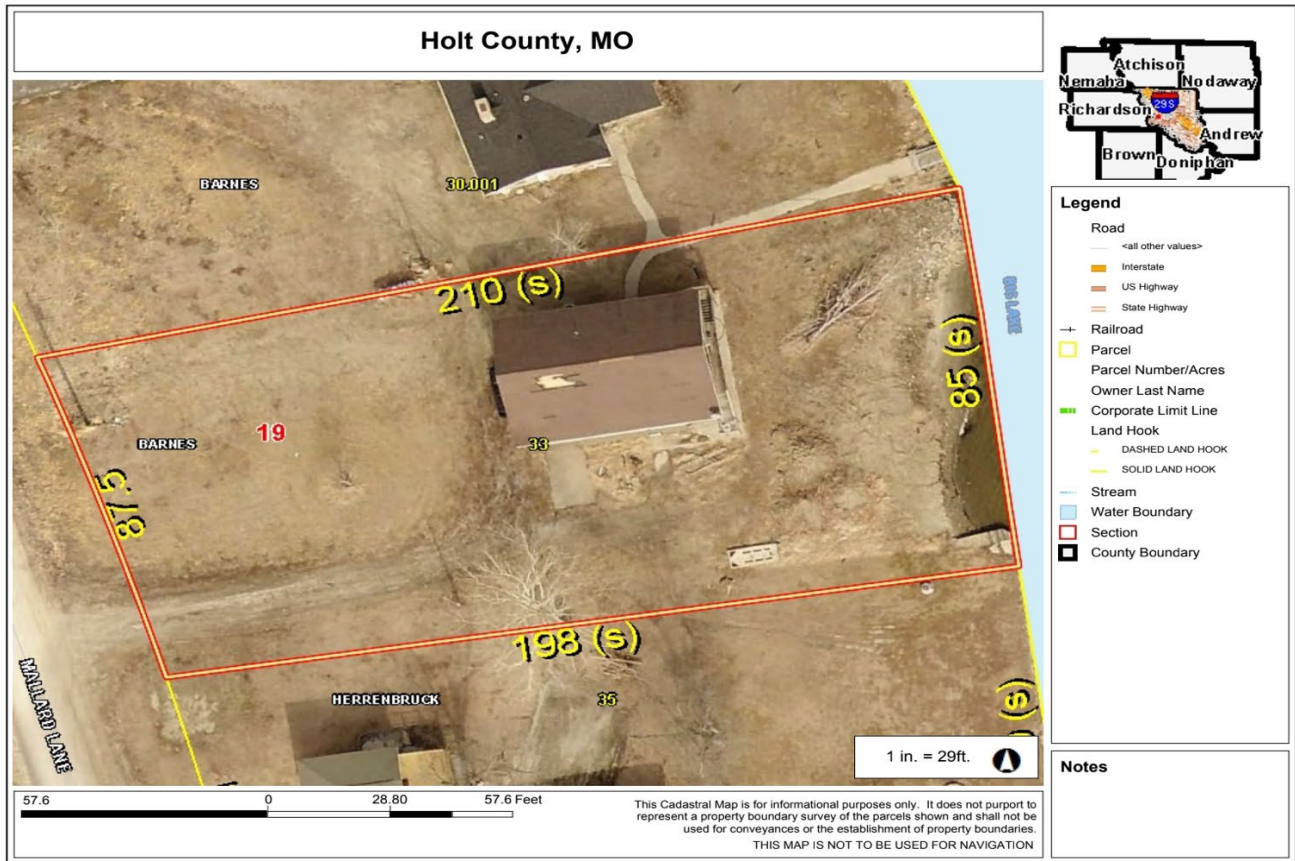 Holt County, MO
BARNES
30.001
210 (s)
BIG LAKE
85 (s)
19
BARNES
33
87.5
198 (s)
HERRENBRUCK
35
(s)
MALLARD LANE
1 in. = 29ft.
57.6
0
28.80
57.6 Feet
This Cadastral Map is for informational purposes only. It does not purport to
represent a property boundary survey of the parcels shown and shall not be
used for conveyances or the establishment of property boundaries.
THIS MAP IS NOT TO BE USED FOR NAVIGATION
Atchison
Nemaha
Nodaway
Richardson
29S
Andrew
Brown
Doniphan
Legend
Road
<all other values>
Interstate
US Highway
State Highway
Railroad
Parcel
Parcel Number/Acres
Owner Last Name
Corporate Limit Line
Land Hook
DASHED LAND HOOK
SOLID LAND HOOK
Stream
Water Boundary
Section
County Boundary
Notes